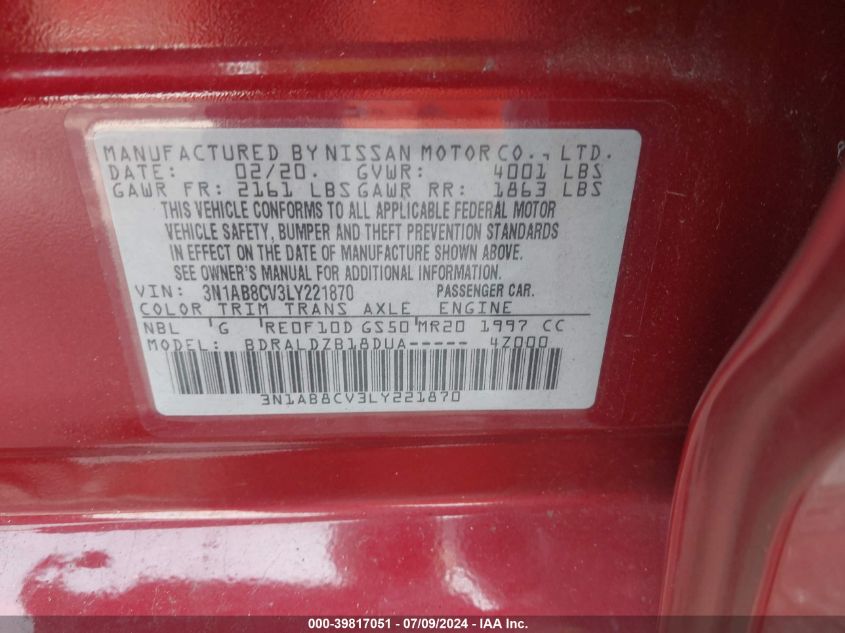 MANUFACTURED BY NISSAN MOTOR CO., LTD.
DATE: 02/20. GVWR: 4001 LBS
GAWR FR: 2161 LBS GAWR RR: 1863 LBS
THIS VEHICLE CONFORMS TO ALL APPLICABLE FEDERAL MOTOR
VEHICLE SAFETY, BUMPER AND THEFT PREVENTION STANDARDS
IN EFFECT ON THE DATE OF MANUFACTURE SHOWN ABOVE.
SEE OWNER'S MANUAL FOR ADDITIONAL INFORMATION
VIN: 3N1AB8CV3LY221870 PASSENGER CAR.
COLOR TRIM TRANS AXLE ENGINE
NBL 'G 'RE0F10D GS50'MR20 1997 CC
MODEL: BDRALDZB18DUA----- 4Z000
3N1AB8CV3LY221870
000-39817051 - 07/09/2024 - IAAI Inc.